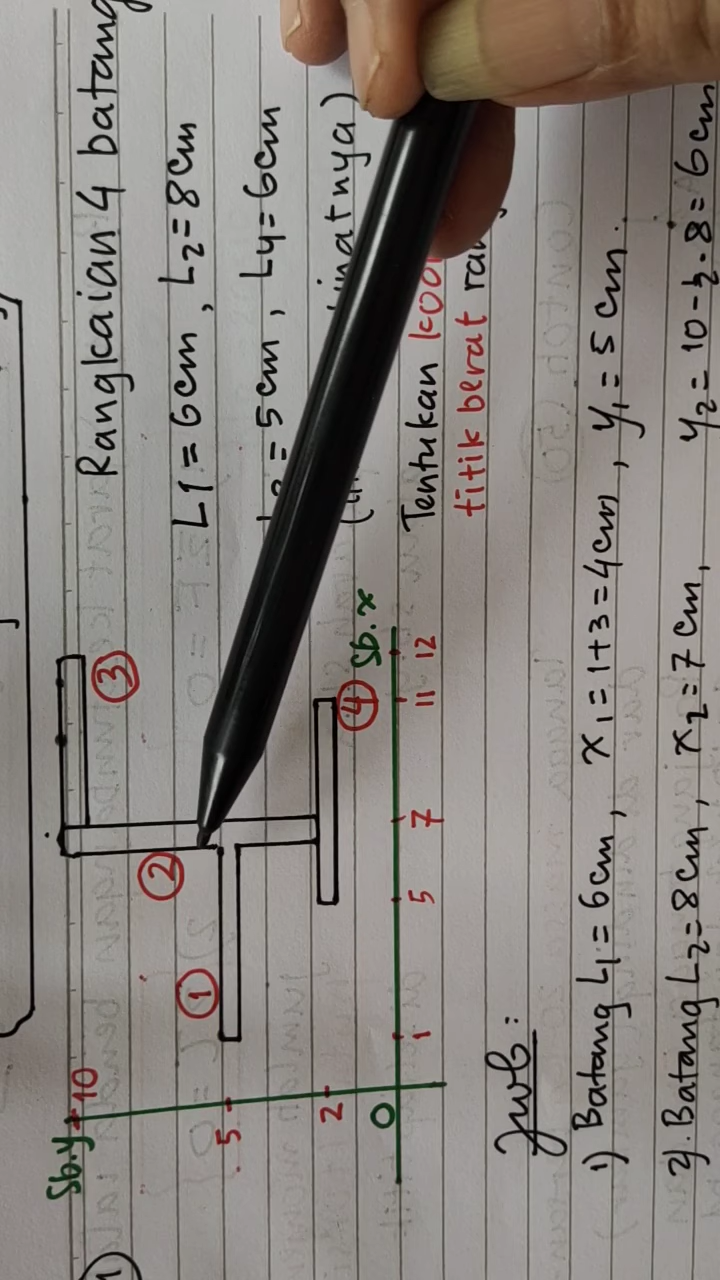 Rangkaian 4 batang
L1 = 6cm, L2 = 8cm
= 5cm, L4 = 6cm
Tentukan
titik berat
Sb.y
10
5
2
0
1
5
7
11
12
Sb.x
1
2
3
4
Jwb:
1) Batang L1 = 6cm, x1 = 1+3 = 4cm, y1 = 5 cm.
2). Batang L2 = 8cm, x2 = 7 cm, y2 = 10 - ½.8 = 6cm